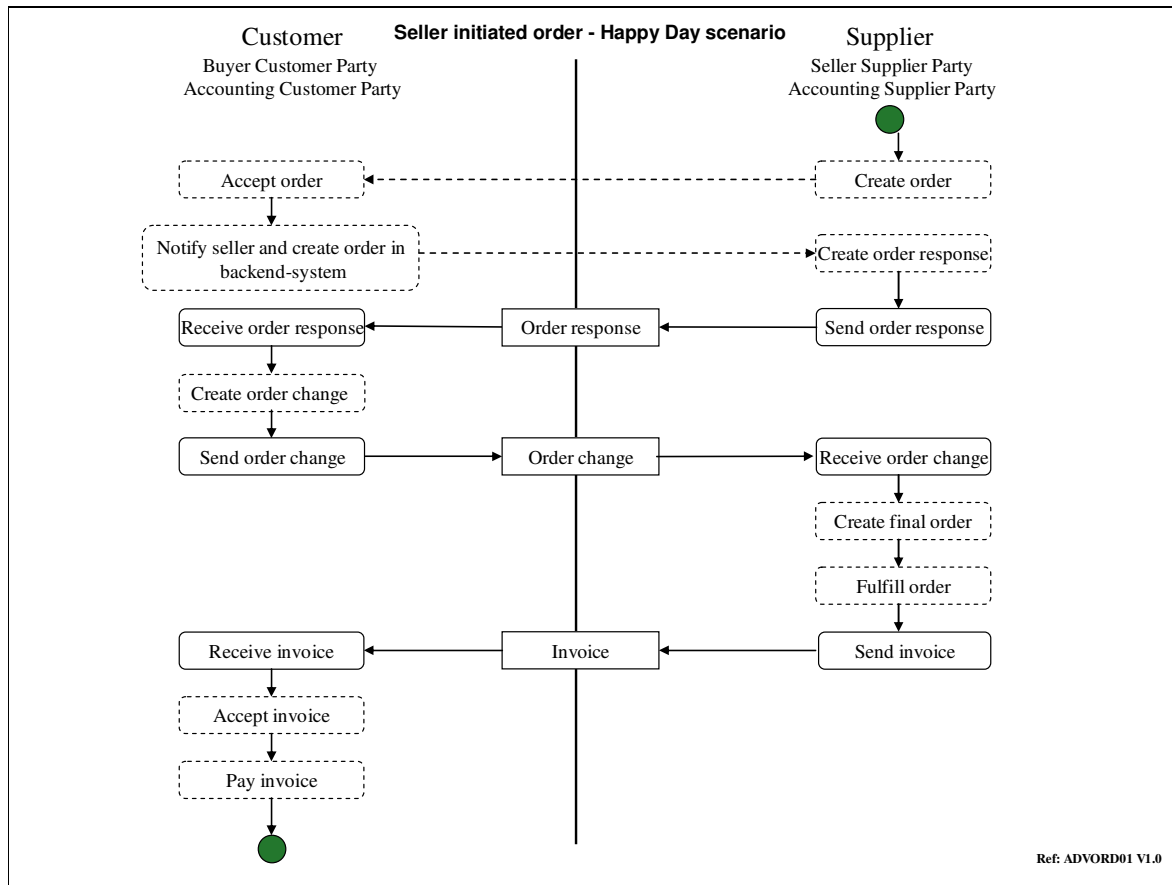 Seller initiated order - Happy Day scenario
Customer
Buyer Customer Party
Accounting Customer Party
Supplier
Seller Supplier Party
Accounting Supplier Party
Accept order
Create order
Notify seller and create order in
backend-system
Create order response
Receive order response
Order response
Send order response
Create order change
Send order change
Order change
Receive order change
Create final order
Fulfill order
Receive invoice
Invoice
Send invoice
Accept invoice
Pay invoice
Ref: ADVORD01 V1.0